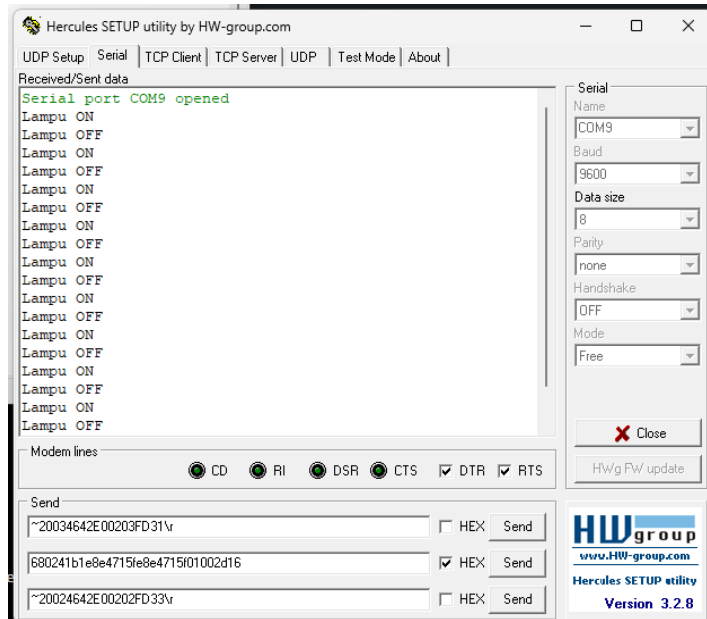 Hercules SETUP utility by HW-group.com
UDP Setup Serial TCP Client TCP Server UDP Test Mode About
Received/Sent data
Serial port COM9 opened
Lampu ON
Lampu OFF
Lampu ON
Lampu OFF
Lampu ON
Lampu OFF
Lampu ON
Lampu OFF
Lampu ON
Lampu OFF
Lampu ON
Lampu OFF
Lampu ON
Lampu OFF
Lampu ON
Lampu OFF
Lampu ON
Lampu OFF
Serial
Name
COM9
Baud
9600
Data size
8
Parity
none
Handshake
OFF
Mode
Free
Close
HWg FW update
Modem lines
CD RI DSR CTS DTR RTS
Send
~20034642E00203FD31\r HEX Send
680241b1e8e4715fe8e4715f01002d16 HEX Send
~20024642E00202FD33\r HEX Send
HW group
www.HW-group.com
Hercules SETUP utility
Version 3.2.8